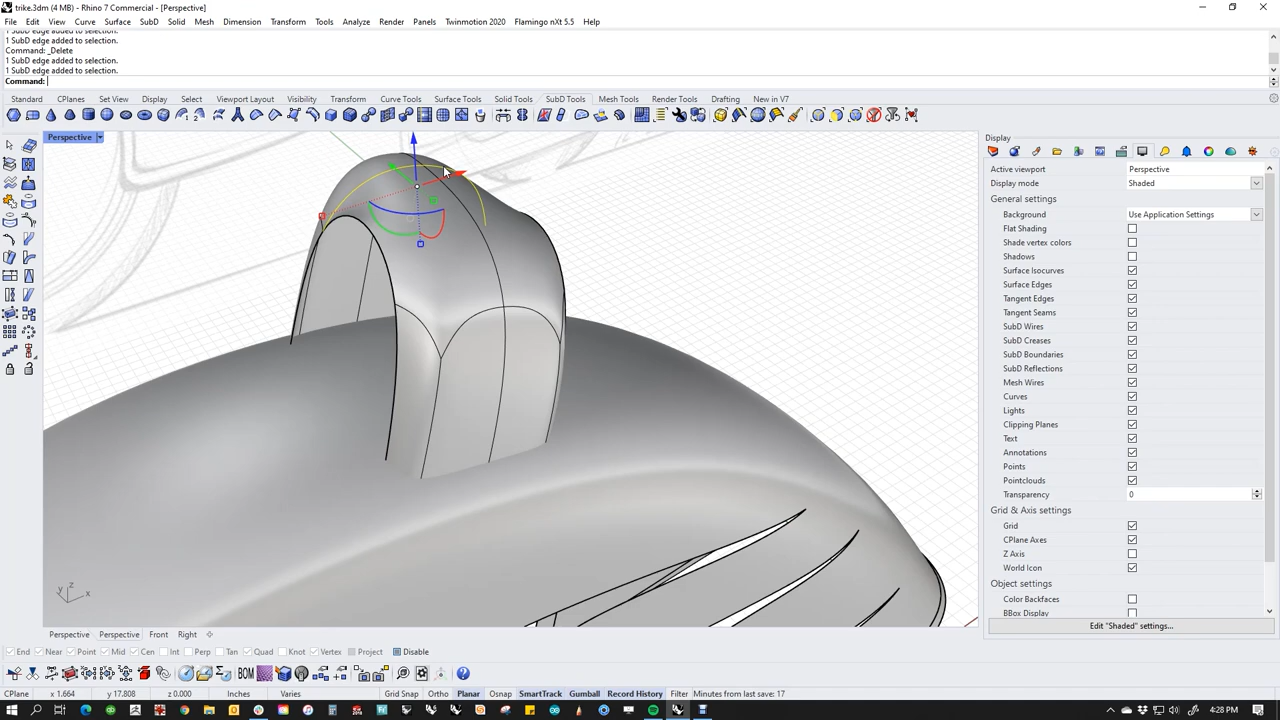 trike.3dm (4 MB) - Rhino 7 Commercial - [Perspective]
File Edit View Curve Surface SubD Solid Mesh Dimension Transform Tools Analyze Render Panels Twinmotion 2020 Flamingo nXt 5.5 Help
1 SubD edge added to selection.
Command: _Delete
1 SubD edge added to selection.
1 SubD edge added to selection.
Command:
Standard CPlanes Set View Display Select Viewport Layout Visibility Transform Curve Tools Surface Tools Solid Tools SubD Tools Mesh Tools Render Tools Drafting New in V7
Perspective
Display
Active viewport Perspective
Display mode Shaded
General settings
Background Use Application Settings
Flat Shading
Shade vertex colors
Shadows
Surface Isocurves
Surface Edges
Tangent Edges
Tangent Seams
SubD Wires
SubD Creases
SubD Boundaries
SubD Reflections
Mesh Wires
Curves
Lights
Clipping Planes
Text
Annotations
Points
Pointclouds
Transparency 0
Grid & Axis settings
Grid
CPlane Axes
Z Axis
World Icon
Object settings
Color Backfaces
BBox Display
Edit "Shaded" settings...
z
y
x
Perspective Perspective Front Right
End Near Point Mid Cen Int Perp Tan Quad Knot Vertex Project Disable
BOM
CPlane x 1.664 y 17.808 z 0.000 Inches Varies Grid Snap Ortho Planar Osnap SmartTrack Gumball Record History Filter Minutes from last save: 17
4:28 PM